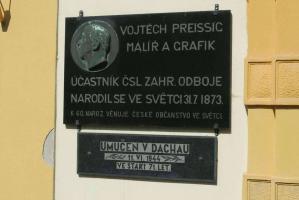 VOJTĚCH PREISSIG
MALÍŘ A GRAFIK
ÚČASTNÍK ČSL. ZAHR. ODBOJE
NARODIL SE VE SVĚTCI 31.7. 1873.
K 60. NAROZ. VĚNUJE ČESKÉ OBČANSTVO VE SVĚTCI
UMUČEN V DACHAU
11. VI. 1944
VE STÁŘÍ 71 LET.